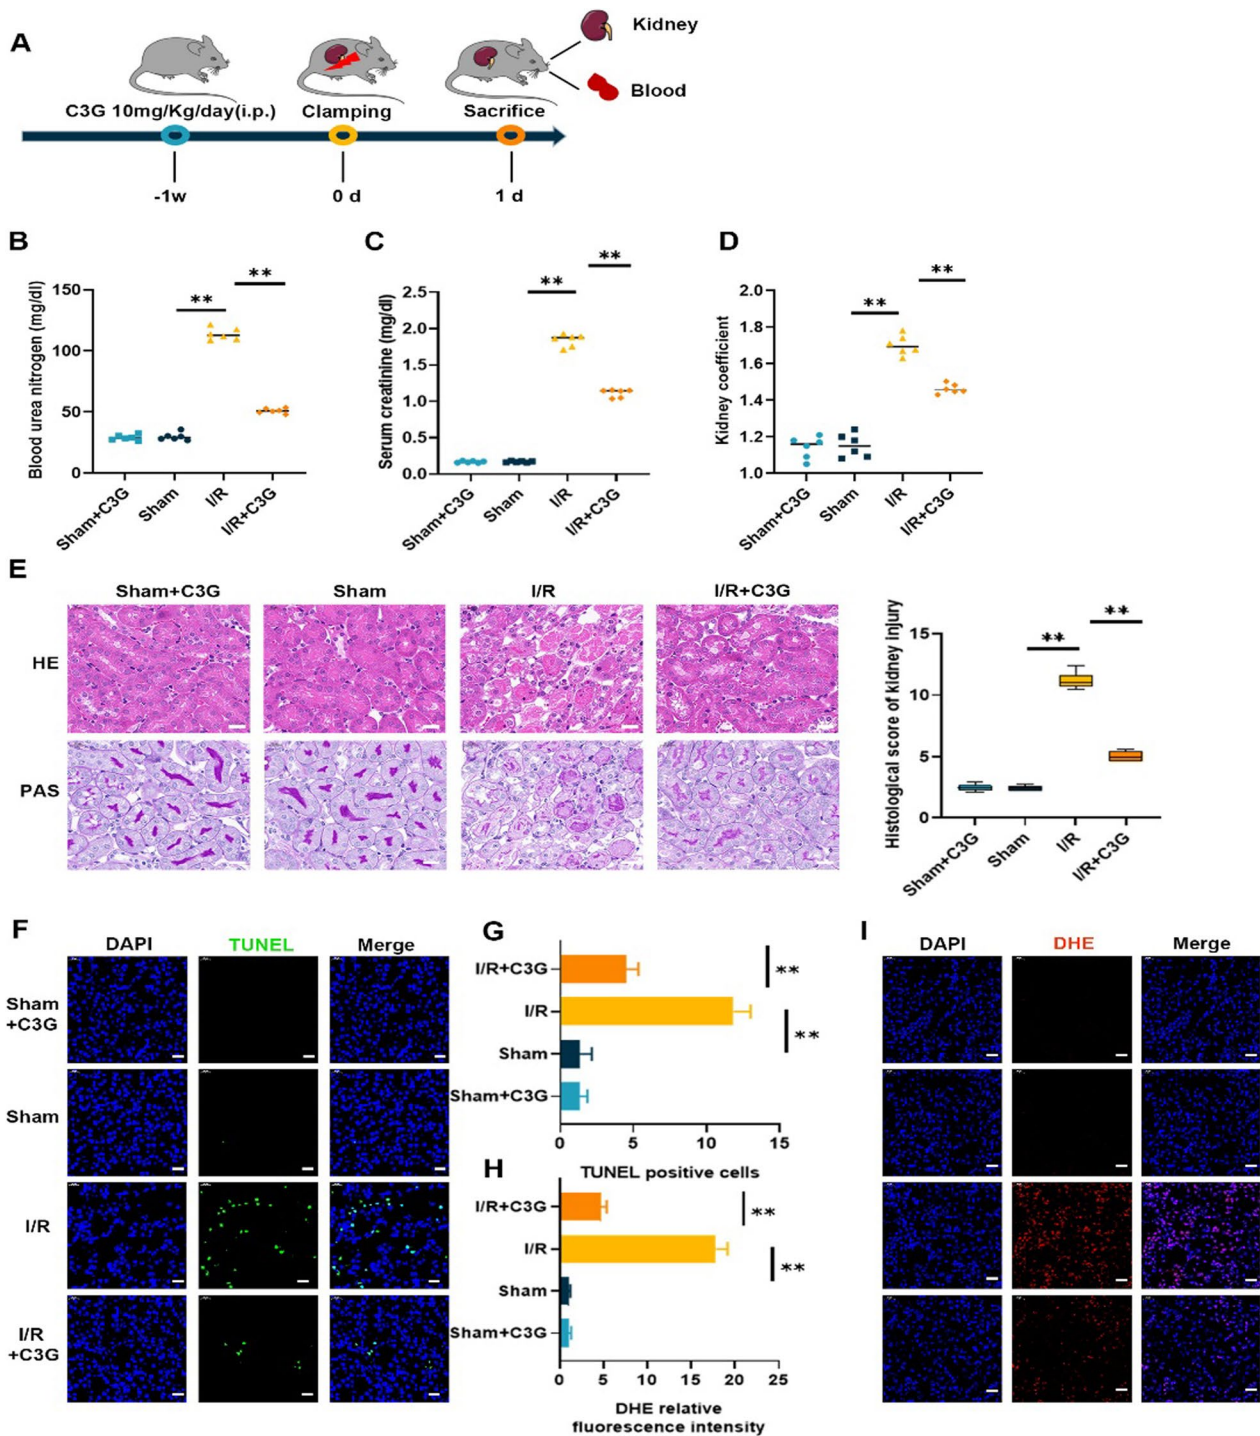 A
Kidney
Blood
C3G 10mg/Kg/day(i.p.)
Clamping
Sacrifice
-1w
0 d
1 d
B
Blood urea nitrogen (mg/dl)
150
100
50
0
**
**
Sham+C3G
Sham
I/R
I/R+C3G
C
Serum creatinine (mg/dl)
2.5
2.0
1.5
1.0
0.5
0.0
**
**
Sham+C3G
Sham
I/R
I/R+C3G
D
Kidney coefficient
2.0
1.8
1.6
1.4
1.2
1.0
**
**
Sham+C3G
Sham
I/R
I/R+C3G
E
Sham+C3G
Sham
I/R
I/R+C3G
HE
PAS
Histological score of kidney injury
15
10
5
0
**
**
Sham+C3G
Sham
I/R
I/R+C3G
F
DAPI
TUNEL
Merge
Sham
+C3G
Sham
I/R
I/R
+C3G
G
I/R+C3G
I/R
Sham
Sham+C3G
**
**
0
5
10
15
TUNEL positive cells
H
I/R+C3G
I/R
Sham
Sham+C3G
**
**
0
5
10
15
20
25
DHE relative
fluorescence intensity
I
DAPI
DHE
Merge